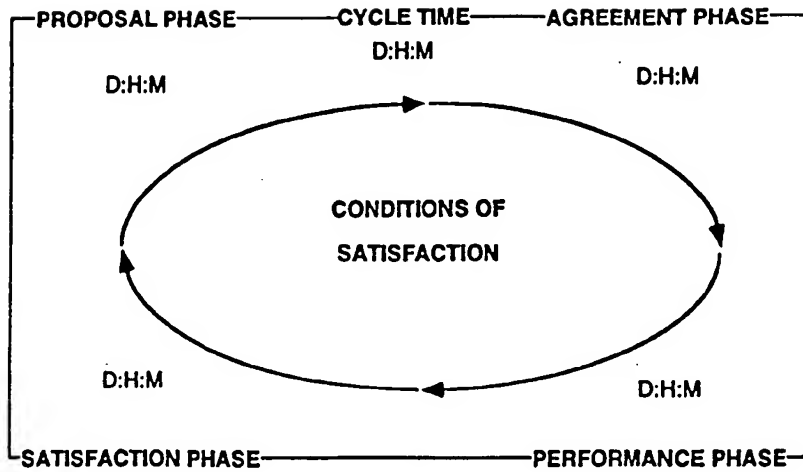 PROPOSAL PHASE CYCLE TIME AGREEMENT PHASE
D:H:M
D:H:M D:H:M
CONDITIONS OF
SATISFACTION
D:H:M D:H:M
SATISFACTION PHASE PERFORMANCE PHASE